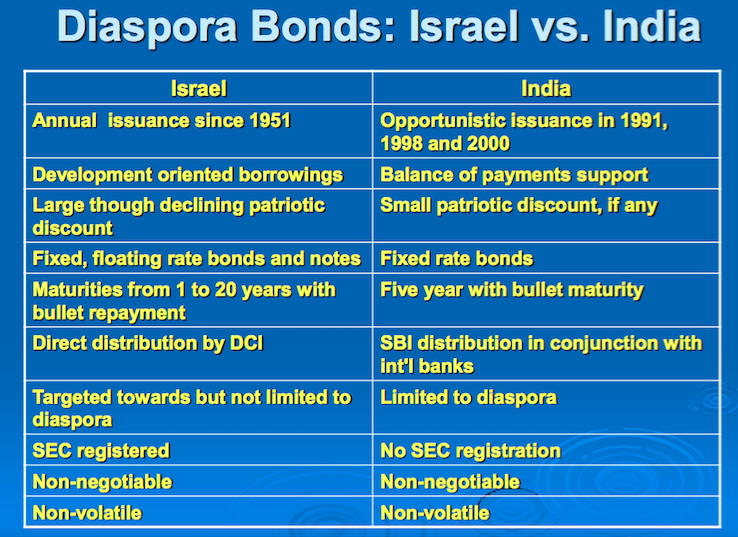 Diaspora Bonds: Israel vs. India
Israel
India
Annual issuance since 1951
Opportunistic issuance in 1991,
1998 and 2000
Development oriented borrowings
Balance of payments support
Large though declining patriotic
discount
Small patriotic discount, if any
Fixed, floating rate bonds and notes
Fixed rate bonds
Maturities from 1 to 20 years with
bullet repayment
Five year with bullet maturity
Direct distribution by DCI
SBI distribution in conjunction with
int'l banks
Targeted towards but not limited to
diaspora
Limited to diaspora
SEC registered
No SEC registration
Non-negotiable
Non-negotiable
Non-volatile
Non-volatile